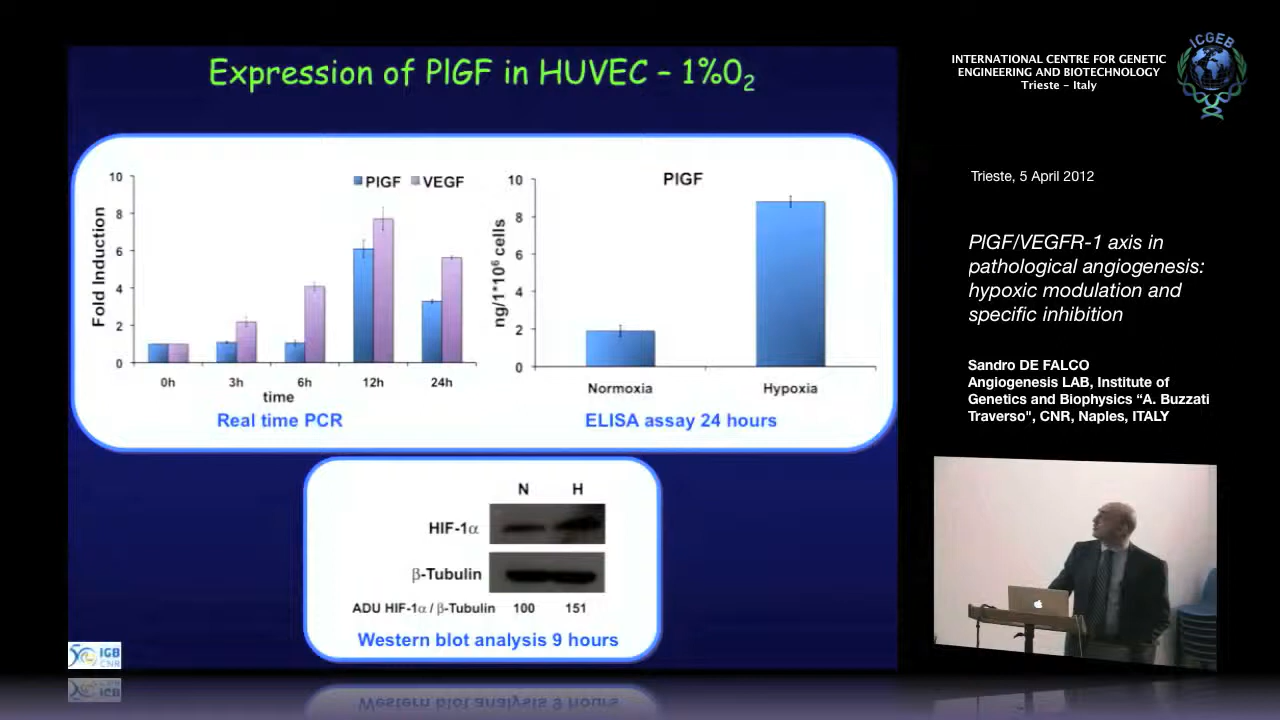 Expression of PlGF in HUVEC – 1%O₂
PlGF VEGF
Fold Induction
10
8
6
4
2
0
0h 3h 6h 12h 24h
time
Real time PCR
PlGF
ng/1*10⁶ cells
10
8
6
4
2
0
Normoxia Hypoxia
ELISA assay 24 hours
N H
HIF-1α
β-Tubulin
ADU HIF-1α / β-Tubulin 100 151
Western blot analysis 9 hours
IGB
CNR
ICGEB
INTERNATIONAL CENTRE FOR GENETIC
ENGINEERING AND BIOTECHNOLOGY
Trieste – Italy
Trieste, 5 April 2012
PlGF/VEGFR-1 axis in
pathological angiogenesis:
hypoxic modulation and
specific inhibition
Sandro DE FALCO
Angiogenesis LAB, Institute of
Genetics and Biophysics “A. Buzzati
Traverso", CNR, Naples, ITALY